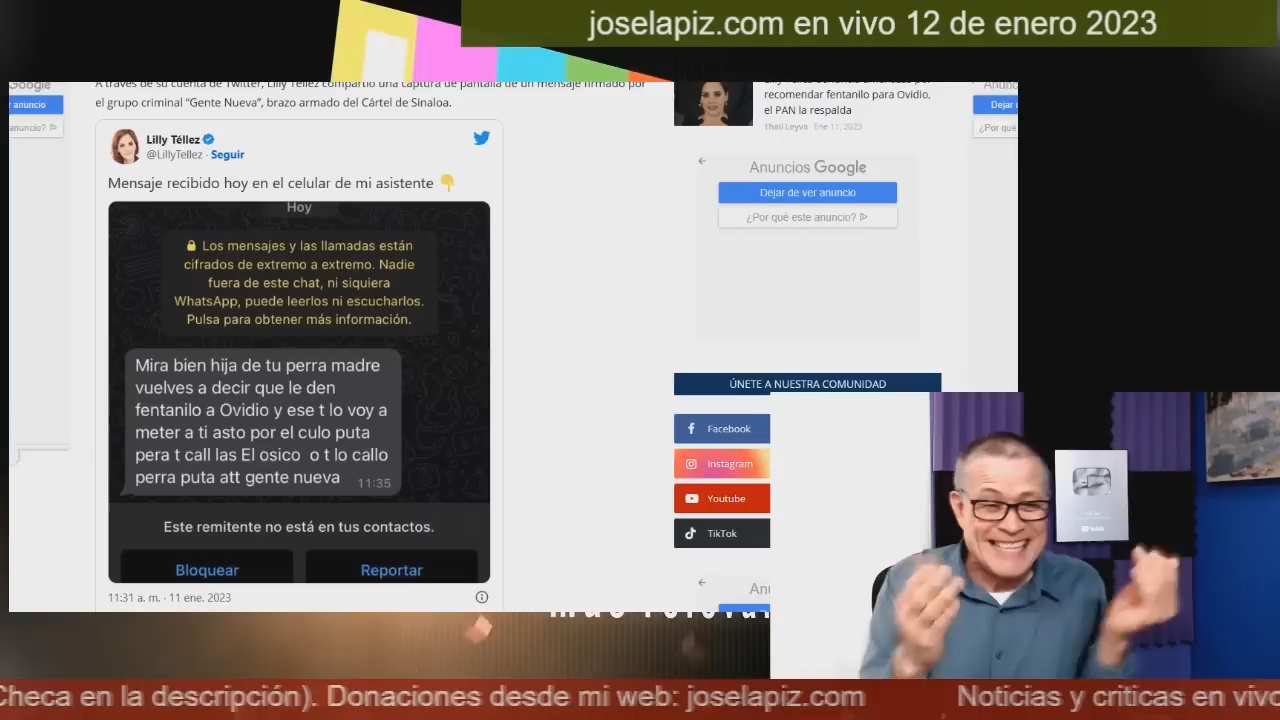 joselapiz.com en vivo 12 de enero 2023
A través de su cuenta de Twitter, Lilly Téllez compartió una captura de pantalla de un mensaje firmado por
el grupo criminal “Gente Nueva”, brazo armado del Cártel de Sinaloa.
Lilly Téllez
@LillyTellez · Seguir
Mensaje recibido hoy en el celular de mi asistente 👇
Hoy
🔒 Los mensajes y las llamadas están
cifrados de extremo a extremo. Nadie
fuera de este chat, ni siquiera
WhatsApp, puede leerlos ni escucharlos.
Pulsa para obtener más información.
Mira bien hija de tu perra madre
vuelves a decir que le den
fentanilo a Ovidio y ese t lo voy a
meter a ti asto por el culo puta
pera t call las El osico o t lo callo
perra puta att gente nueva 11:35
Este remitente no está en tus contactos.
Bloquear Reportar
11:31 a. m. · 11 ene. 2023
recomendar fentanilo para Ovidio,
el PAN la respalda
Thalí Leyva Ene 11, 2023
Anuncios Google
Dejar de ver anuncio
¿Por qué este anuncio?
ÚNETE A NUESTRA COMUNIDAD
Facebook
Instagram
Youtube
TikTok
Google
anuncio
anuncio?
Dejar
¿Por que
YouTube
Checa en la descripción). Donaciones desde mi web: joselapiz.com Noticias y criticas en vivo